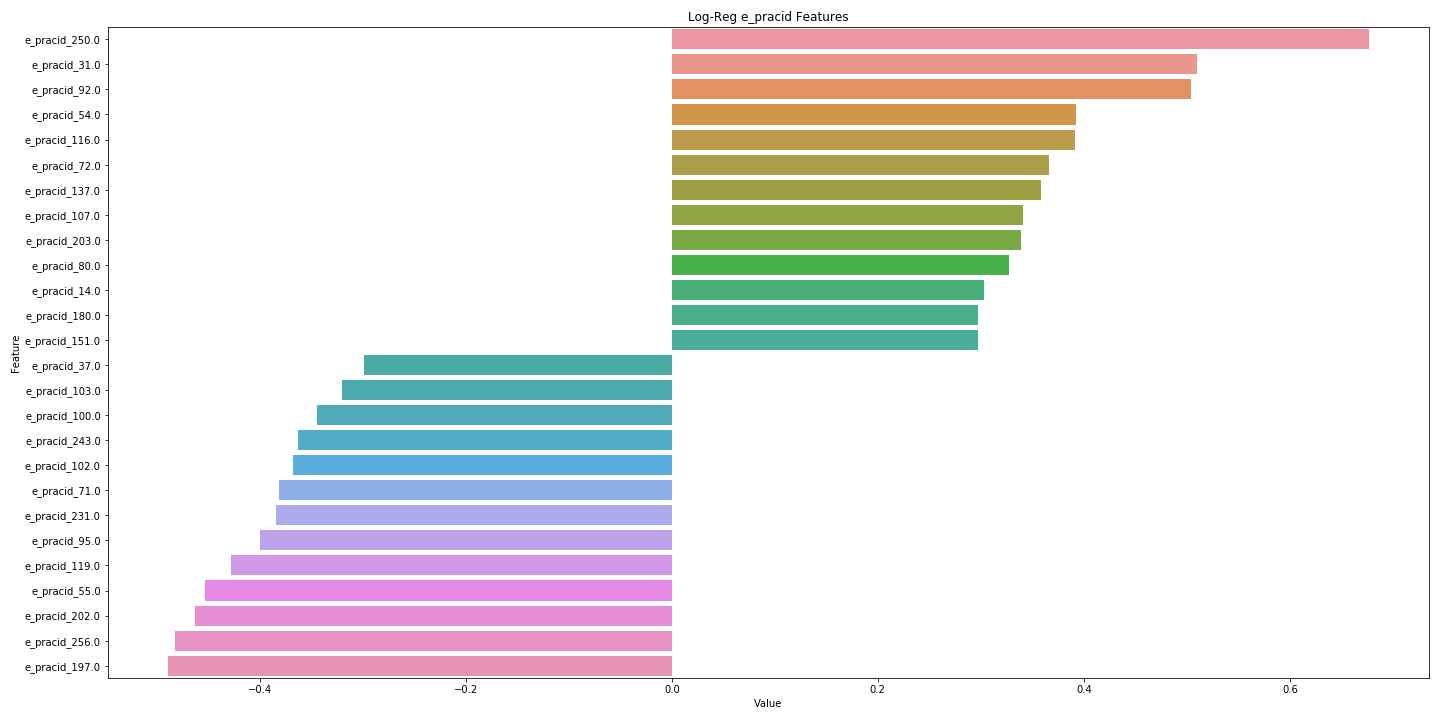 Log-Reg e_pracid Features
e_pracid_250.0
e_pracid_31.0
e_pracid_92.0
e_pracid_54.0
e_pracid_116.0
e_pracid_72.0
e_pracid_137.0
e_pracid_107.0
e_pracid_203.0
e_pracid_80.0
e_pracid_14.0
e_pracid_180.0
e_pracid_151.0
e_pracid_37.0
e_pracid_103.0
e_pracid_100.0
e_pracid_243.0
e_pracid_102.0
e_pracid_71.0
e_pracid_231.0
e_pracid_95.0
e_pracid_119.0
e_pracid_55.0
e_pracid_202.0
e_pracid_256.0
e_pracid_197.0
Feature
−0.4 −0.2 0.0 0.2 0.4 0.6
Value